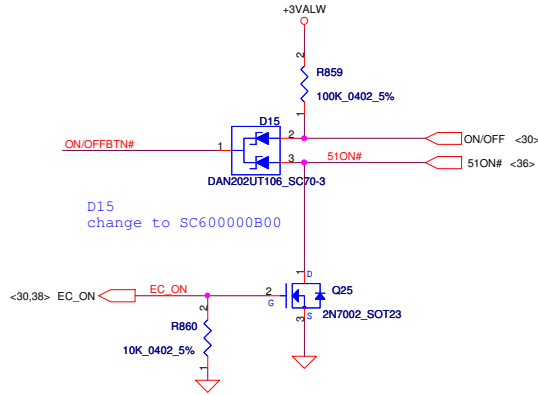 +3VALW
2
R859
100K_0402_5%
1
D15
ON/OFFBTN#
1
2
ON/OFF <30>
3
51ON#
51ON# <36>
DAN202UT106_SC70-3
D15
change to SC600000B00
1
D
<30,38> EC_ON
EC_ON
2
G
Q25
2N7002_SOT23
3
S
2
R860
10K_0402_5%
1